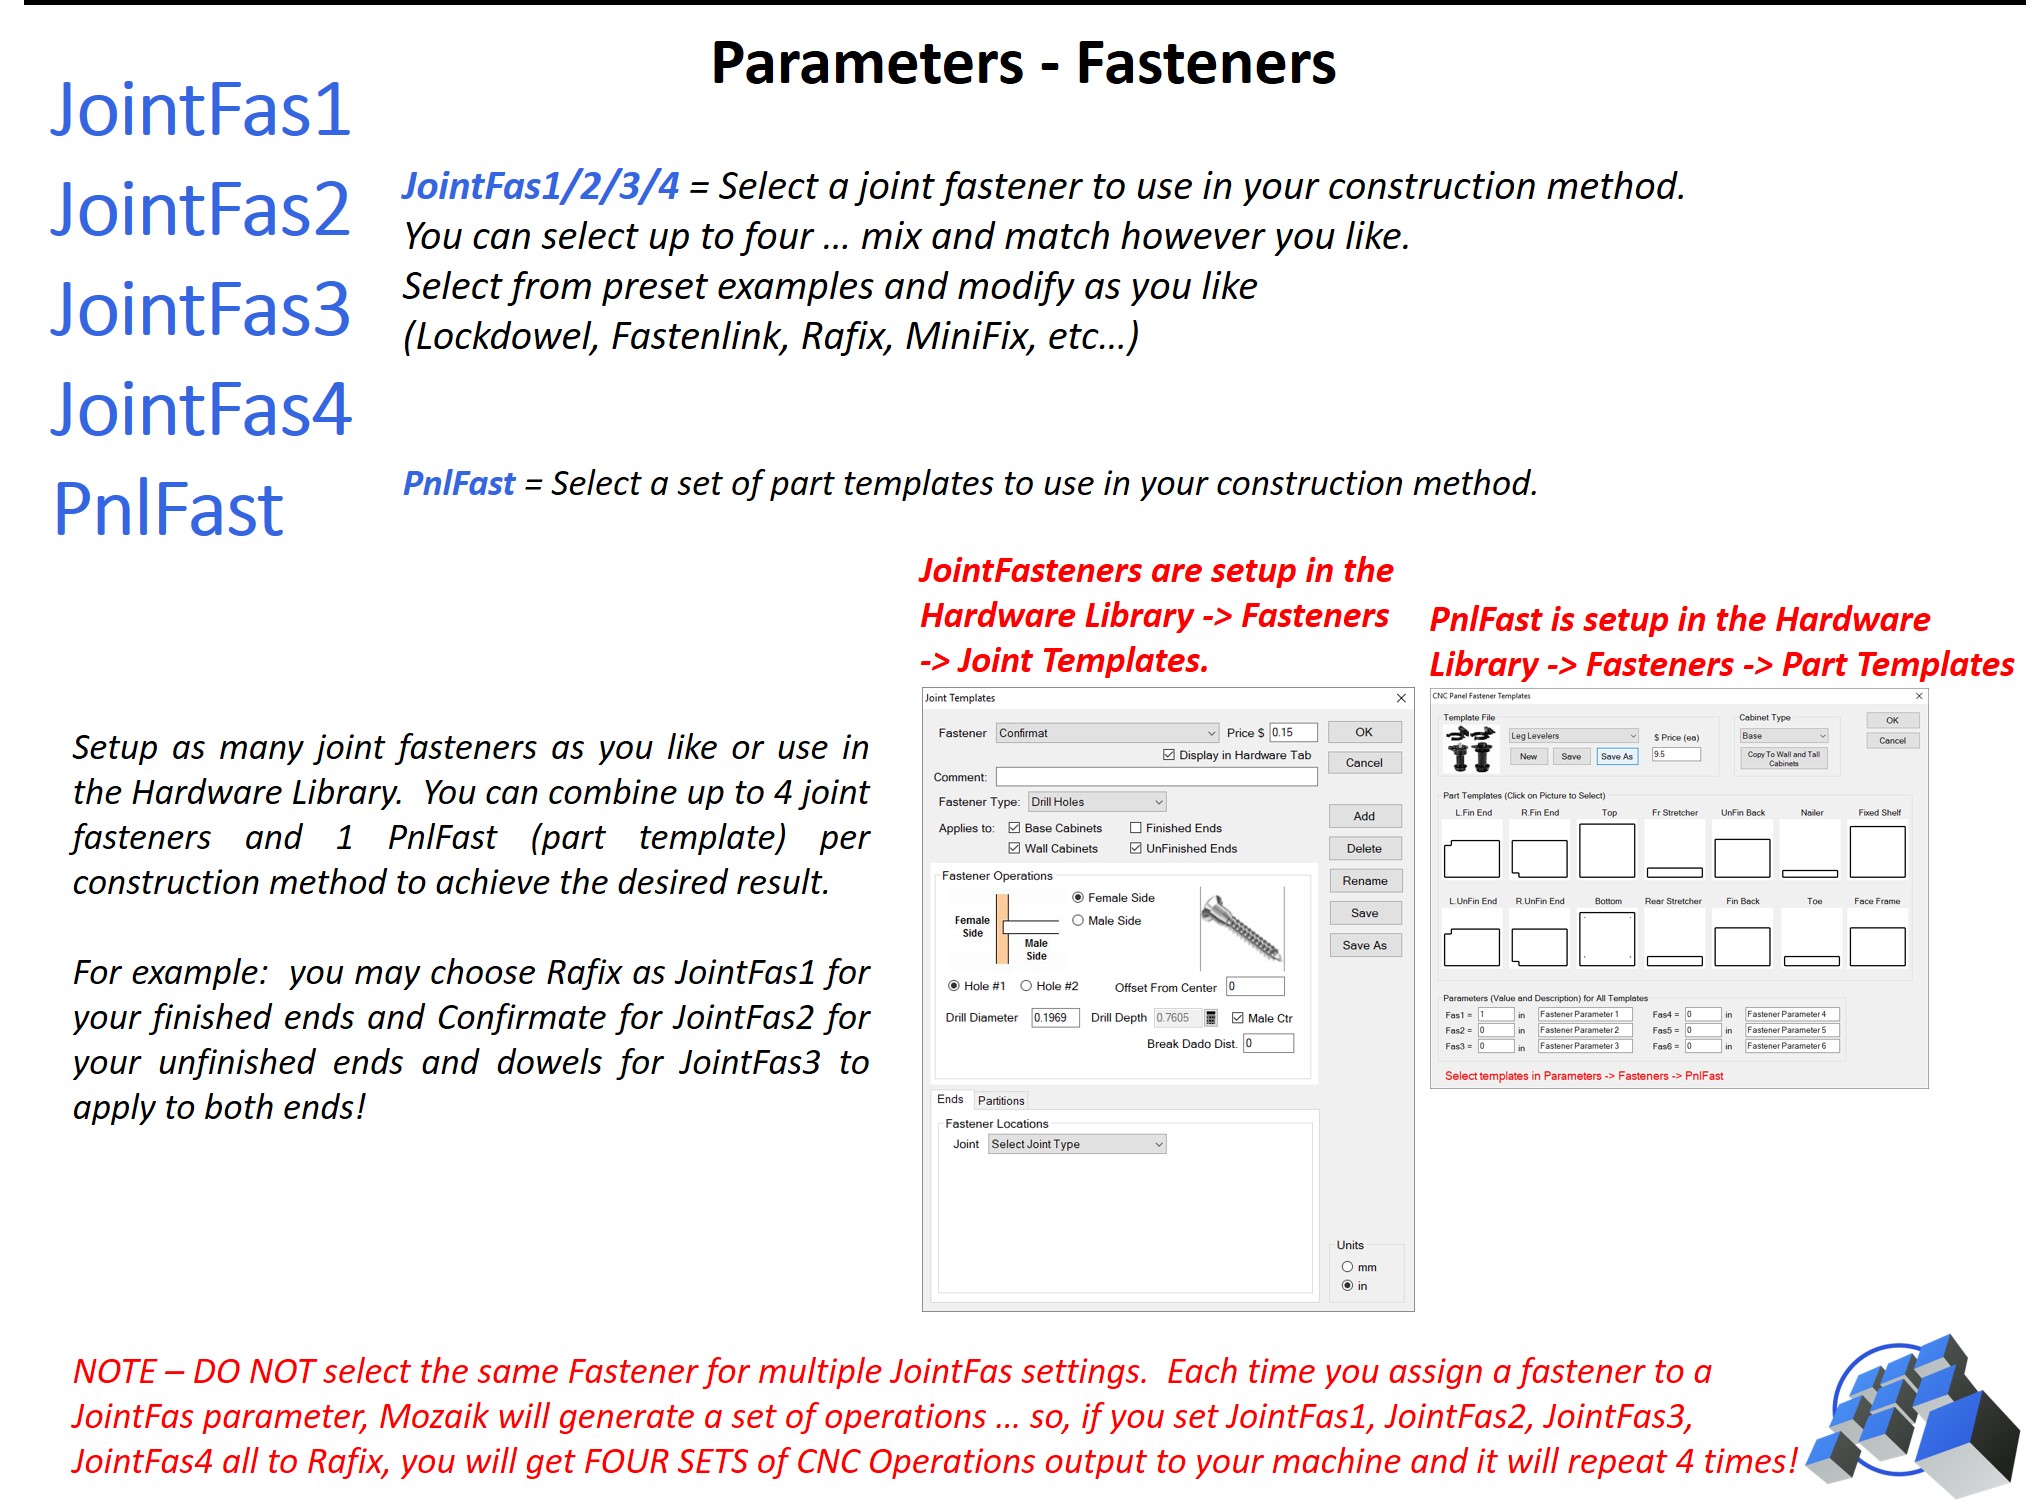 Parameters - Fasteners
JointFas1
JointFas2
JointFas3
JointFas4
PnlFast
JointFas1/2/3/4 = Select a joint fastener to use in your construction method.
You can select up to four ... mix and match however you like.
Select from preset examples and modify as you like
(Lockdowel, Fastenlink, Rafix, MiniFix, etc...)
PnlFast = Select a set of part templates to use in your construction method.
JointFasteners are setup in the
Hardware Library -> Fasteners
-> Joint Templates.
PnlFast is setup in the Hardware
Library -> Fasteners -> Part Templates
Setup as many joint fasteners as you like or use in
the Hardware Library. You can combine up to 4 joint
fasteners and 1 PnlFast (part template) per
construction method to achieve the desired result.
For example: you may choose Rafix as JointFas1 for
your finished ends and Confirmate for JointFas2 for
your unfinished ends and dowels for JointFas3 to
apply to both ends!
Joint Templates
Fastener Confirmat Price $ 0.15 OK
Display in Hardware Tab
Cancel
Comment:
Fastener Type: Drill Holes
Add
Applies to: Base Cabinets Finished Ends
Wall Cabinets UnFinished Ends
Delete
Rename
Save
Save As
Fastener Operations
Female Side
Male Side
Female
Side
Male
Side
Hole #1 Hole #2 Offset From Center 0
Drill Diameter 0.1969 Drill Depth 0.7605 Male Ctr
Break Dado Dist. 0
Ends Partitions
Fastener Locations
Joint Select Joint Type
Units
mm
in
CNC Panel Fastener Templates
Template File
Leg Levelers
New Save Save As
$ Price (ea)
9.5
Cabinet Type
Base
Copy To Wall and Tall
Cabinets
OK
Cancel
Part Templates (Click on Picture to Select)
L.Fin End R.Fin End Top Fr Stretcher UnFin Back Nailer Fixed Shelf
L.UnFin End R.UnFin End Bottom Rear Stretcher Fin Back Toe Face Frame
Parameters (Value and Description) for All Templates
Fas1 = 1 in Fastener Parameter 1 Fas4 = 0 in Fastener Parameter 4
Fas2 = 0 in Fastener Parameter 2 Fas5 = 0 in Fastener Parameter 5
Fas3 = 0 in Fastener Parameter 3 Fas6 = 0 in Fastener Parameter 6
Select templates in Parameters -> Fasteners -> PnlFast
NOTE – DO NOT select the same Fastener for multiple JointFas settings. Each time you assign a fastener to a
JointFas parameter, Mozaik will generate a set of operations ... so, if you set JointFas1, JointFas2, JointFas3,
JointFas4 all to Rafix, you will get FOUR SETS of CNC Operations output to your machine and it will repeat 4 times!